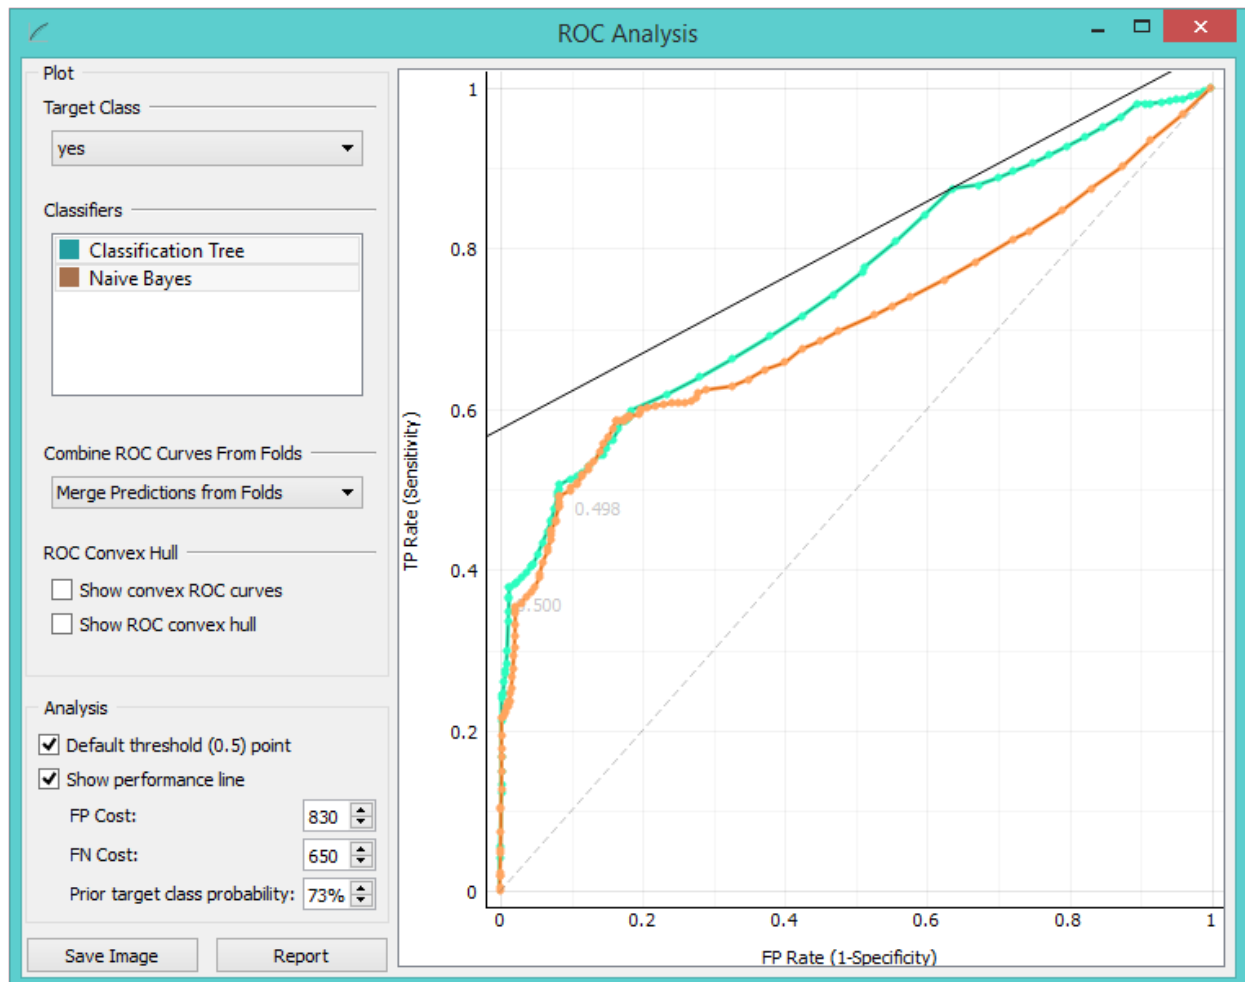 ROC Analysis
Plot
Target Class
yes
Classifiers
Classification Tree
Naive Bayes
Combine ROC Curves From Folds
Merge Predictions from Folds
ROC Convex Hull
Show convex ROC curves
Show ROC convex hull
Analysis
Default threshold (0.5) point
Show performance line
FP Cost: 830
FN Cost: 650
Prior target class probability: 73%
Save Image Report
TP Rate (Sensitivity)
1
0.8
0.6
0.4
0.2
0
0.498
0.500
0 0.2 0.4 0.6 0.8 1
FP Rate (1-Specificity)